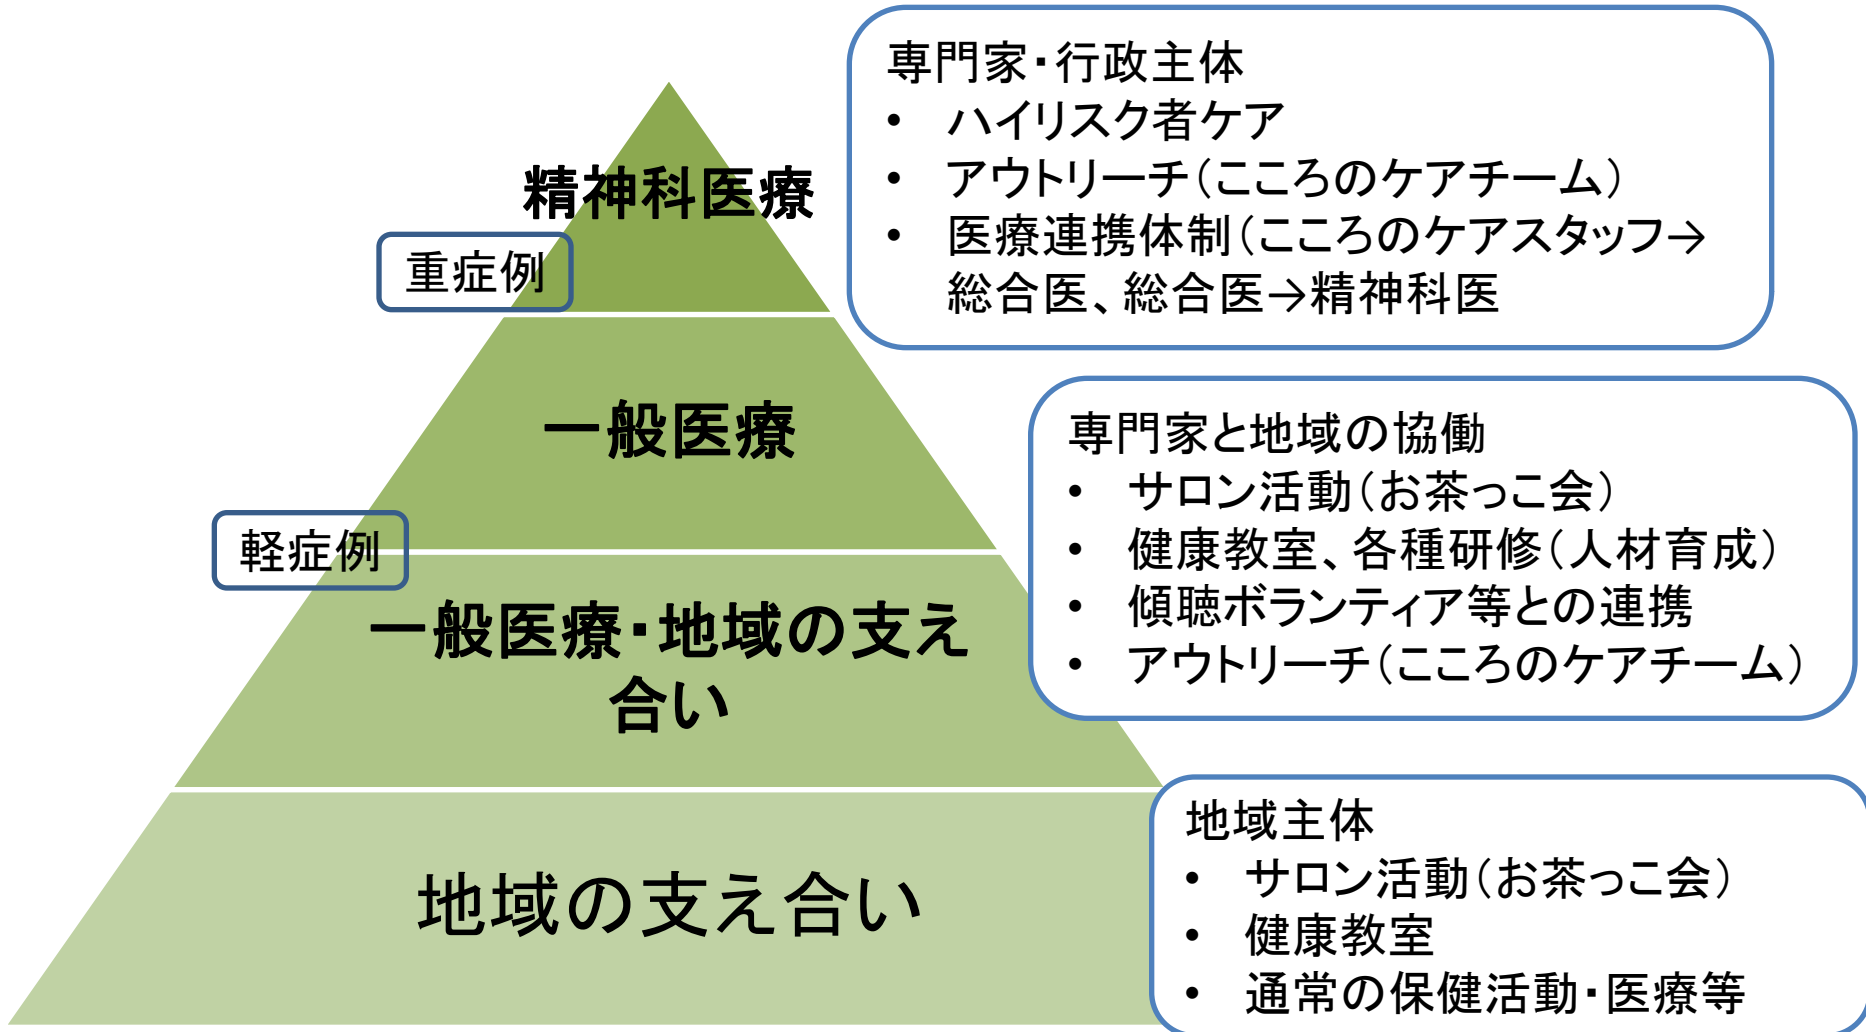 専門家・行政主体
• ハイリスク者ケア
• アウトリーチ（こころのケアチーム）
• 医療連携体制（こころのケアスタッフ→
総合医、総合医→精神科医
精神科医療
重症例
一般医療
専門家と地域の協働
• サロン活動（お茶っこ会）
• 健康教室、各種研修（人材育成）
• 傾聴ボランティア等との連携
• アウトリーチ（こころのケアチーム）
軽症例
一般医療・地域の支え
合い
地域主体
• サロン活動（お茶っこ会）
• 健康教室
• 通常の保健活動・医療等
地域の支え合い